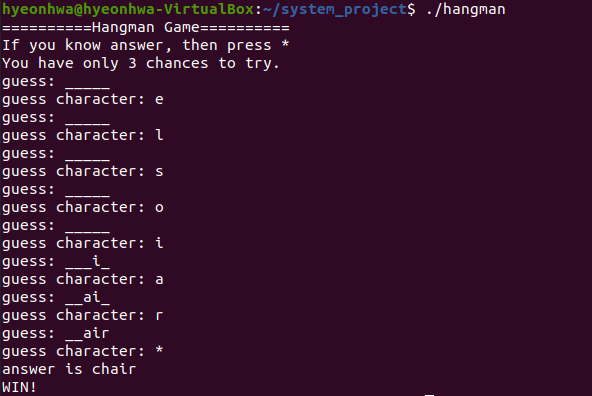 hyeonhwa@hyeonhwa-VirtualBox:~/system_project$ ./hangman
==========Hangman Game==========
If you know answer, then press *
You have only 3 chances to try.
guess: _____
guess character: e
guess: _____
guess character: l
guess: _____
guess character: s
guess: _____
guess character: o
guess: _____
guess character: i
guess: ___i_
guess character: a
guess: __ai_
guess character: r
guess: __air
guess character: *
answer is chair
WIN!